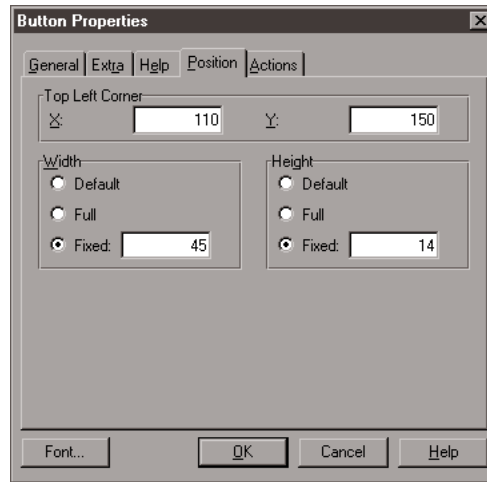 Button Properties
General Extra Help Position Actions
Top Left Corner
X: 110 Y: 150
Width Height
Default Default
Full Full
Fixed: 45 Fixed: 14
Font... OK Cancel Help